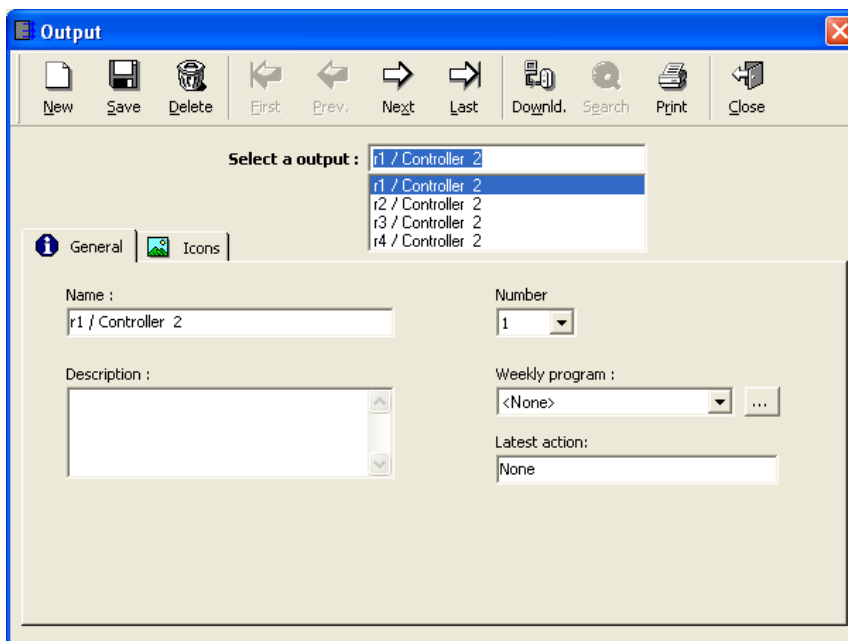 Output
New Save Delete First Prev. Next Last Downld. Search Print Close
Select a output : r1 / Controller 2
r1 / Controller 2
r2 / Controller 2
r3 / Controller 2
r4 / Controller 2
General Icons
Name : Number
r1 / Controller 2 1
Description : Weekly program :
<None> ...
Latest action:
None